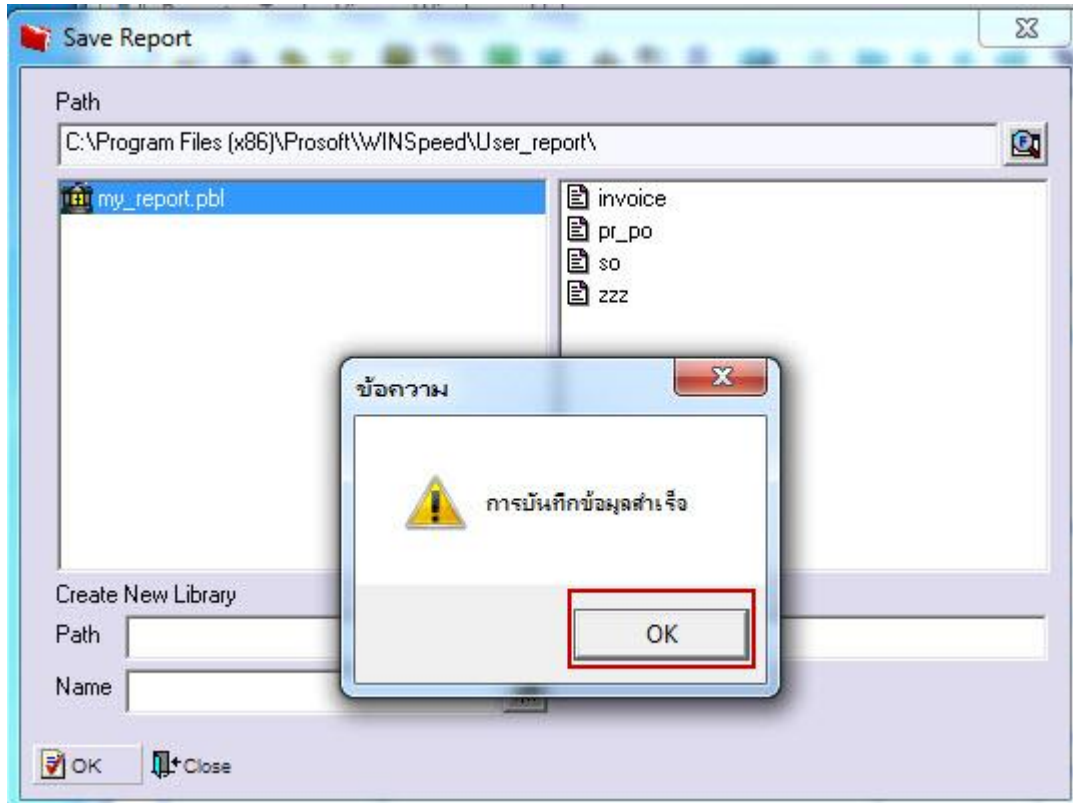 Save Report
Path
C:\Program Files (x86)\Prosoft\WINSpeed\User_report\
my_report.pbl
invoice
pr_po
so
zzz
ข้อความ
การบันทึกข้อมูลสำเร็จ
OK
Create New Library
Path
Name
OK
Close